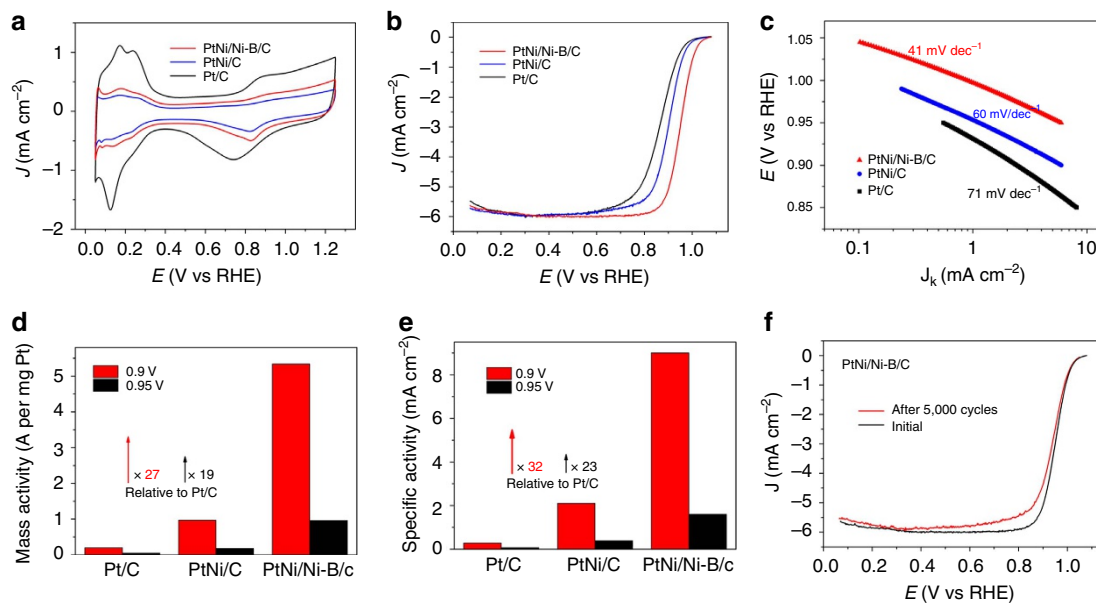 a
1
0
−1
−2
J (mA cm−2)
PtNi/Ni-B/C
PtNi/C
Pt/C
0.0 0.2 0.4 0.6 0.8 1.0 1.2
E (V vs RHE)
b
0
−1
−2
−3
−4
−5
−6
J (mA cm−2)
PtNi/Ni-B/C
PtNi/C
Pt/C
0.0 0.2 0.4 0.6 0.8 1.0
E (V vs RHE)
c
1.05
1.00
0.95
0.90
0.85
E (V vs RHE)
41 mV dec−1
60 mV/dec−1
71 mV dec−1
PtNi/Ni-B/C
PtNi/C
Pt/C
0.1 1 10
Jk (mA cm−2)
d
5
4
3
2
1
0
Mass activity (A per mg Pt)
0.9 V
0.95 V
× 27 × 19
Relative to Pt/C
Pt/C PtNi/C PtNi/Ni-B/c
e
8
6
4
2
0
Specific activity (mA cm−2)
0.9 V
0.95 V
× 32 × 23
Relative to Pt/C
Pt/C PtNi/C PtNi/Ni-B/c
f
0
−1
−2
−3
−4
−5
−6
J (mA cm−2)
PtNi/Ni-B/C
After 5,000 cycles
Initial
0.0 0.2 0.4 0.6 0.8 1.0
E (V vs RHE)